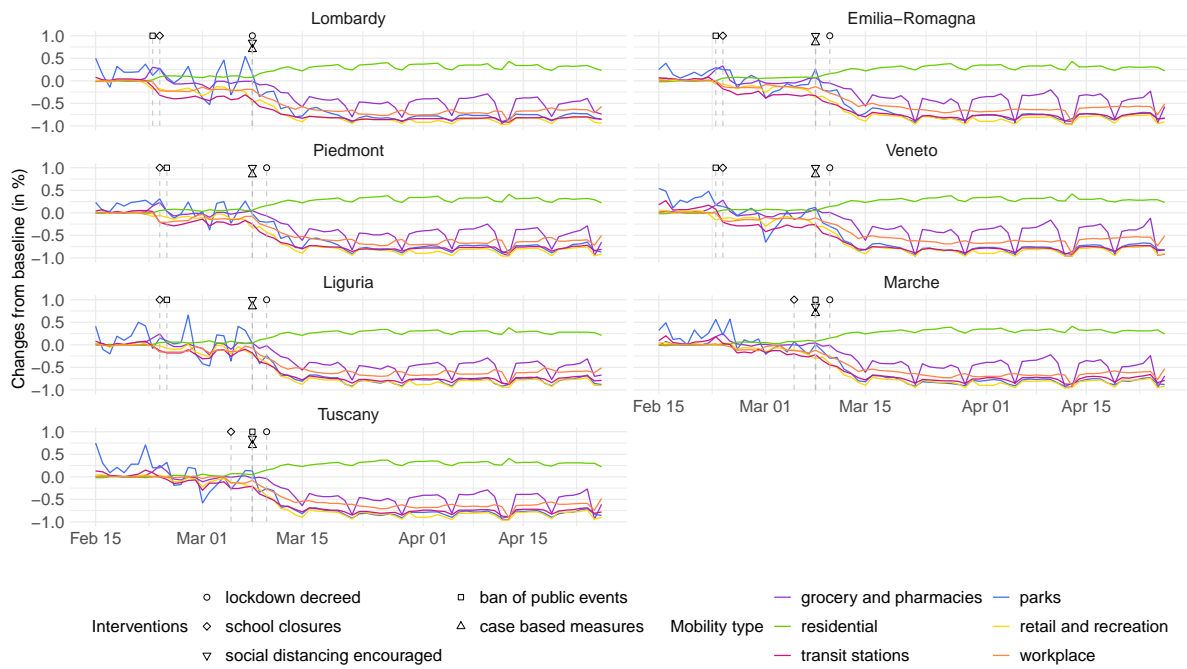 Lombardy
Emilia−Romagna
1.0
0.5
0.0
−0.5
−1.0
Piedmont
Veneto
1.0
0.5
0.0
−0.5
−1.0
Liguria
Marche
1.0
0.5
0.0
−0.5
−1.0
Feb 15 Mar 01 Mar 15 Apr 01 Apr 15
Tuscany
1.0
0.5
0.0
−0.5
−1.0
Feb 15 Mar 01 Mar 15 Apr 01 Apr 15
Changes from baseline (in %)
Interventions
lockdown decreed
school closures
social distancing encouraged
ban of public events
case based measures
Mobility type
grocery and pharmacies
residential
transit stations
parks
retail and recreation
workplace